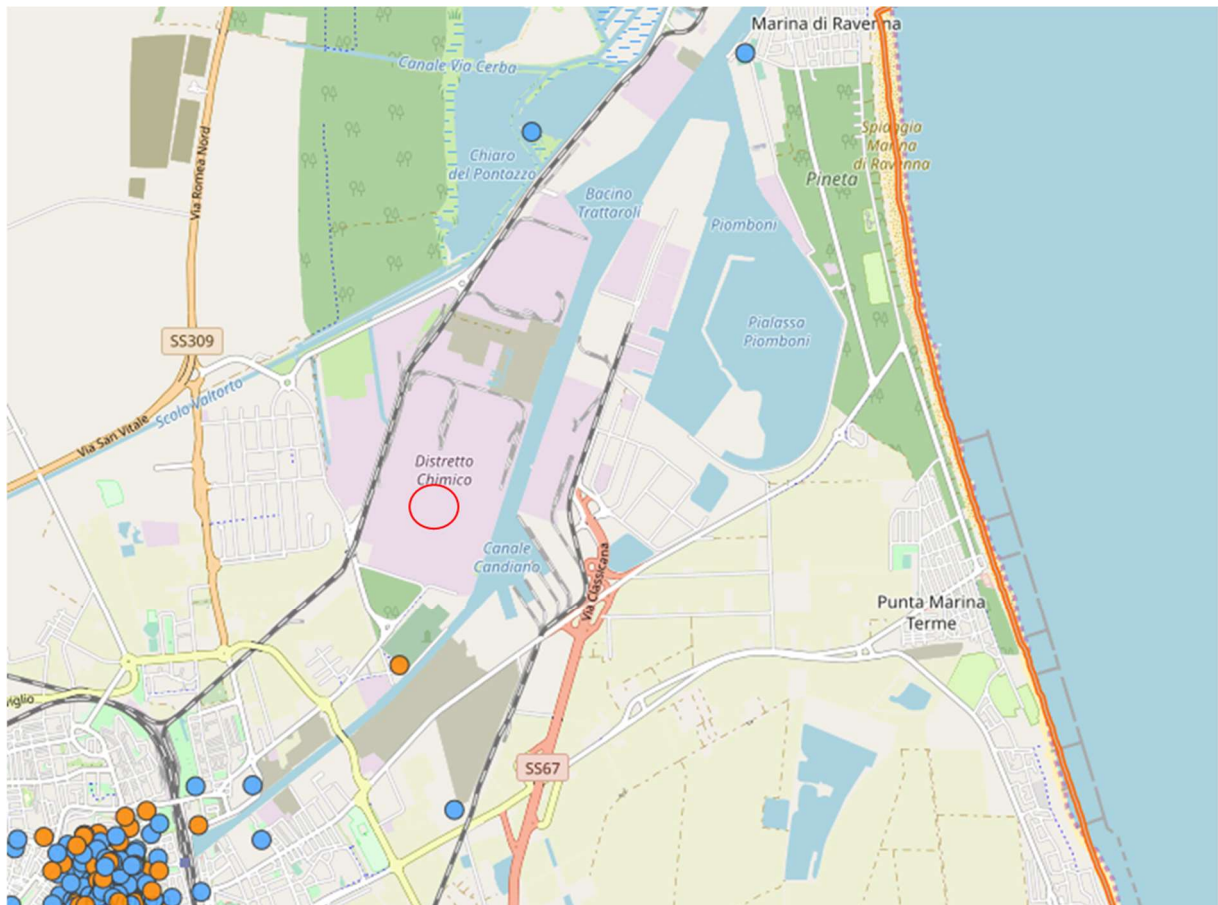 Marina di Ravenna
Canale Via Cerba
Via Romea Nord
Chiaro
del Pontazzo
Spiaggia
Marina
di Ravenna
Pineta
Bacino
Trattaroli
Piomboni
Pialassa
Piomboni
SS309
Scolo Valtorto
Via San Vitale
Distretto
Chimico
Canale
Candiano
Via Classicana
Punta Marina
Terme
SS67